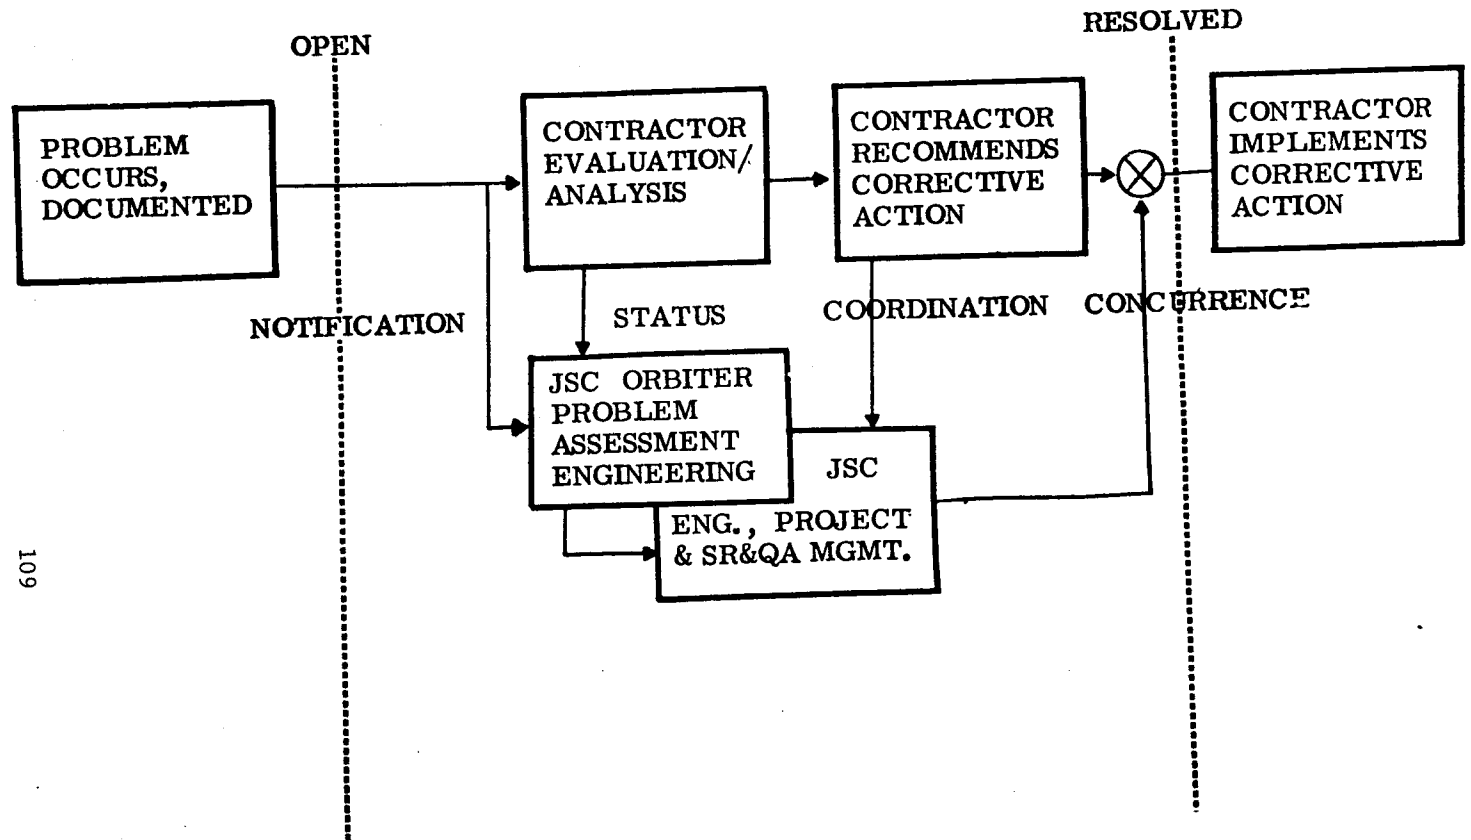 RESOLVED
OPEN
PROBLEM
OCCURS,
DOCUMENTED
CONTRACTOR
EVALUATION/
ANALYSIS
CONTRACTOR
RECOMMENDS
CORRECTIVE
ACTION
CONTRACTOR
IMPLEMENTS
CORRECTIVE
ACTION
NOTIFICATION
STATUS
COORDINATION
CONCURRENCE
JSC ORBITER
PROBLEM
ASSESSMENT
ENGINEERING
JSC
ENG., PROJECT
& SR&QA MGMT.
109